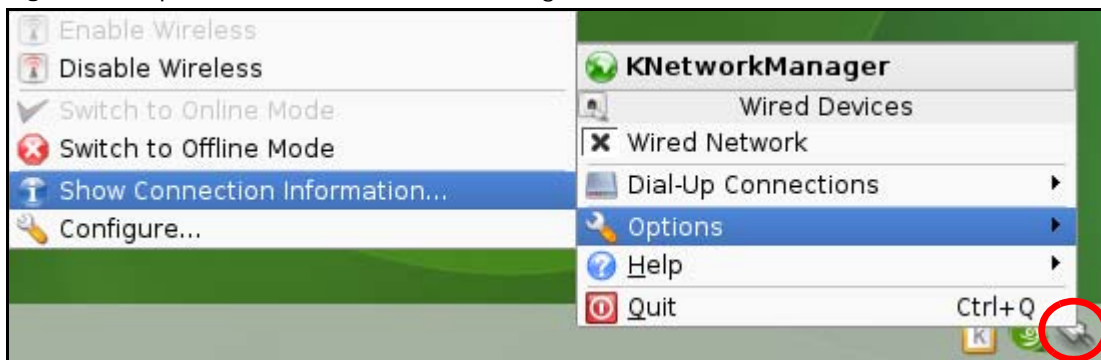 Enable Wireless
Disable Wireless
Switch to Online Mode
Switch to Offline Mode
Show Connection Information...
Configure...
KNetworkManager
Wired Devices
Wired Network
Dial-Up Connections
Options
Help
Quit Ctrl+Q
K